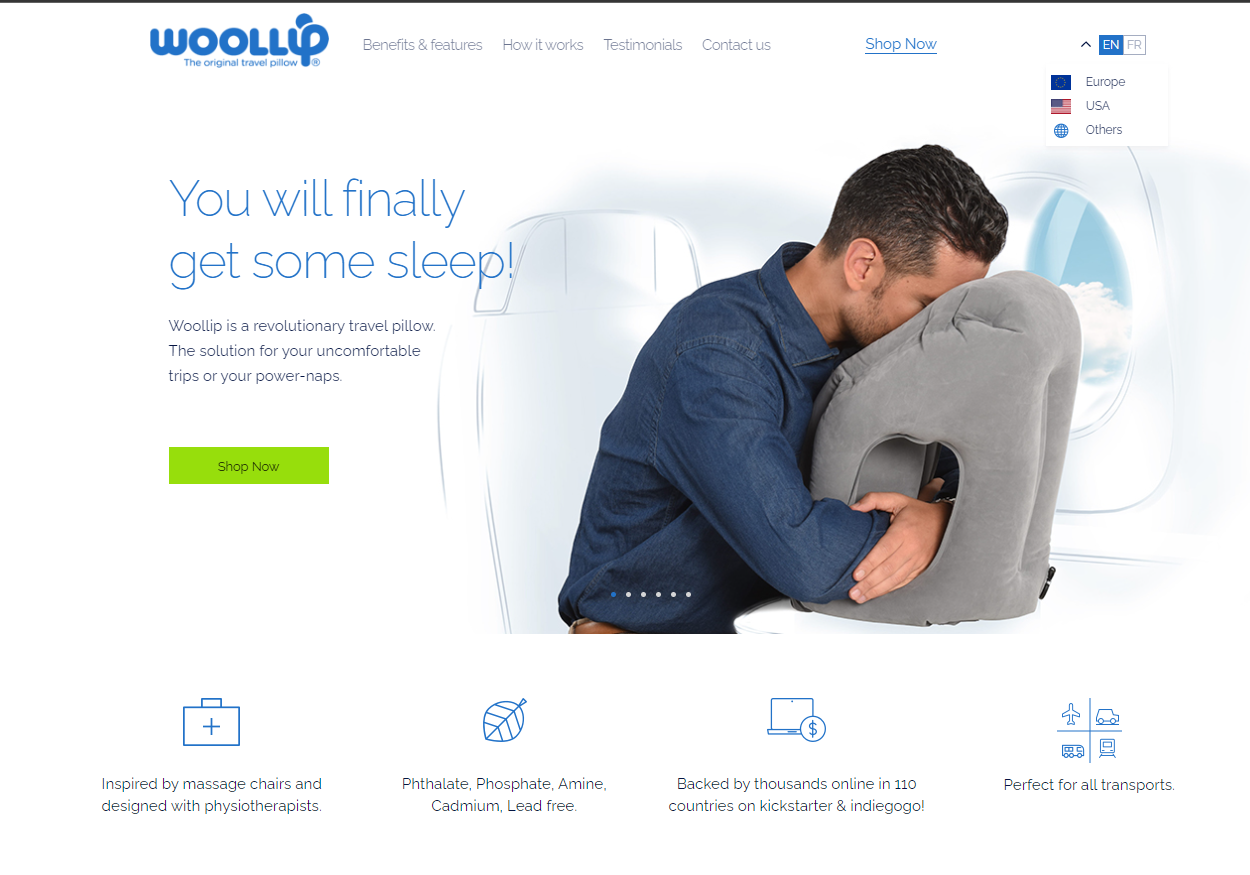 WOOLLIP
The original travel pillow ®
Benefits & features
How it works
Testimonials
Contact us
Shop Now
EN
FR
Europe
USA
Others
You will finally
get some sleep!
Woollip is a revolutionary travel pillow.
The solution for your uncomfortable
trips or your power-naps.
Shop Now
Inspired by massage chairs and
designed with physiotherapists.
Phthalate, Phosphate, Amine,
Cadmium, Lead free.
$
Backed by thousands online in 110
countries on kickstarter & indiegogo!
Perfect for all transports.